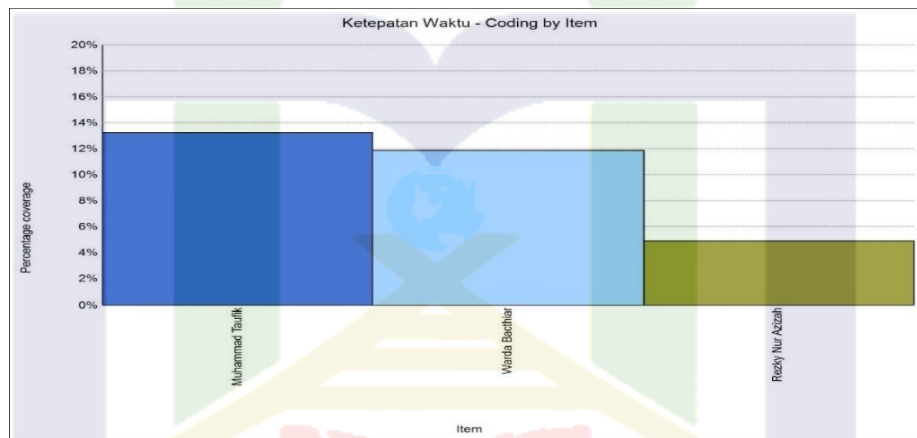 Ketepatan Waktu - Coding by Item
Percentage coverage
20%
18%
16%
14%
12%
10%
8%
6%
4%
2%
0%
Muhammad Taufik
Warda Bacthiar
Rezky Nur Azizah
Item